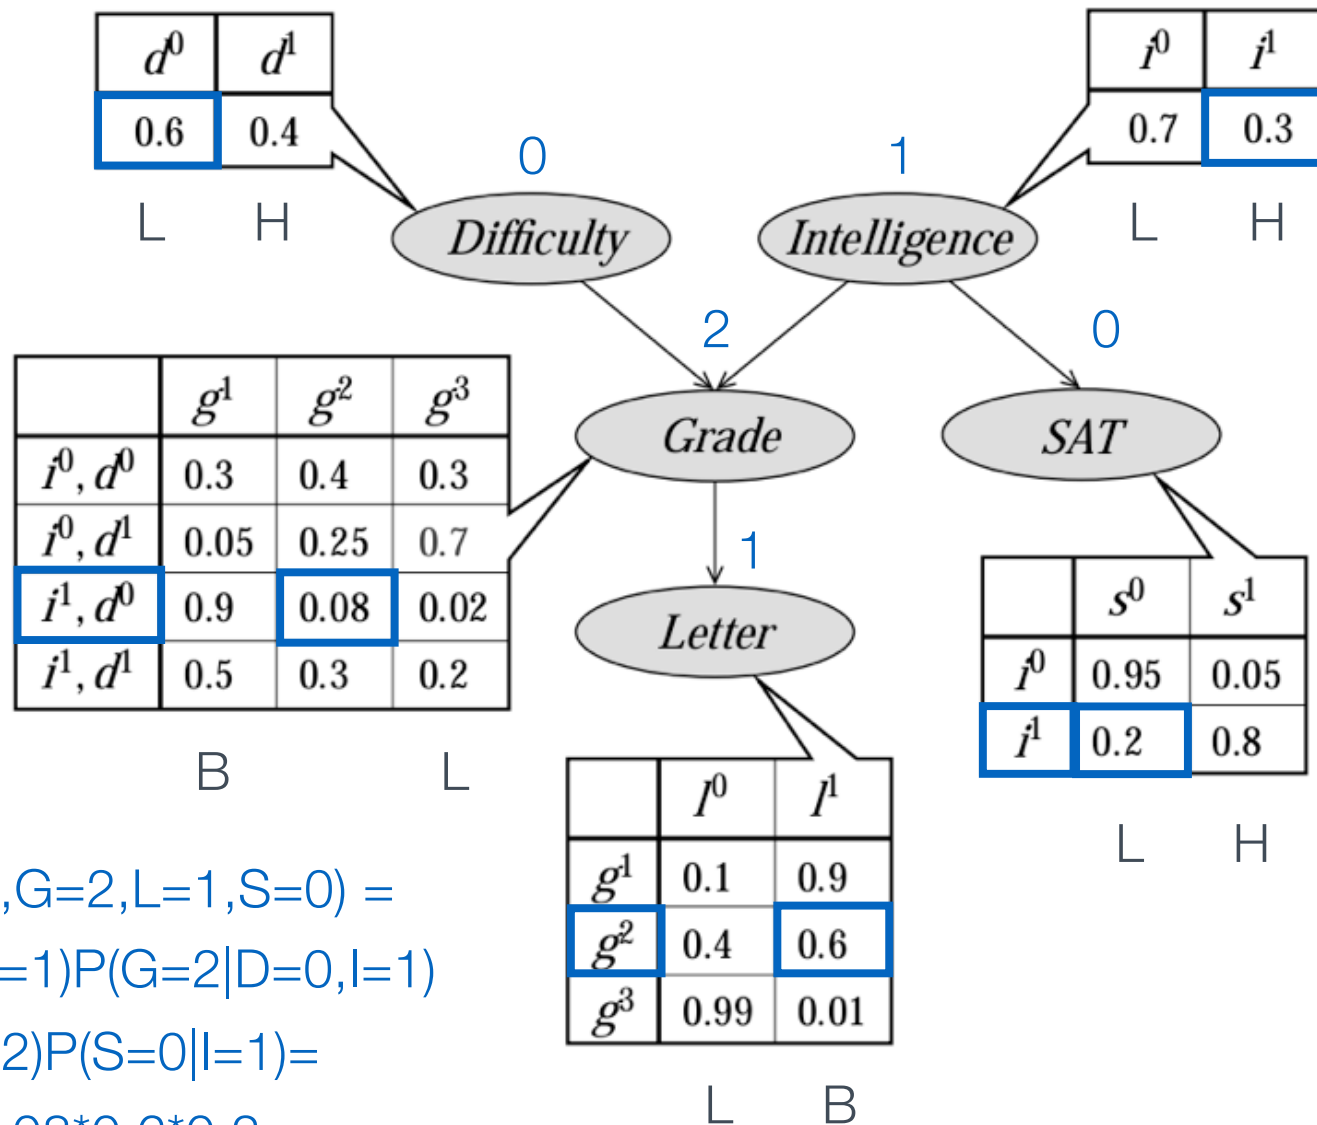 d⁰ d¹
0.6 0.4
L H
i⁰ i¹
0.7 0.3
L H
0 1
Difficulty Intelligence
2 0
g¹ g² g³
i⁰, d⁰ 0.3 0.4 0.3
i⁰, d¹ 0.05 0.25 0.7
i¹, d⁰ 0.9 0.08 0.02
i¹, d¹ 0.5 0.3 0.2
B L
Grade SAT
1
Letter
s⁰ s¹
i⁰ 0.95 0.05
i¹ 0.2 0.8
L H
l⁰ l¹
g¹ 0.1 0.9
g² 0.4 0.6
g³ 0.99 0.01
L B
,G=2,L=1,S=0) =
=1)P(G=2|D=0,I=1)
2)P(S=0|I=1)=